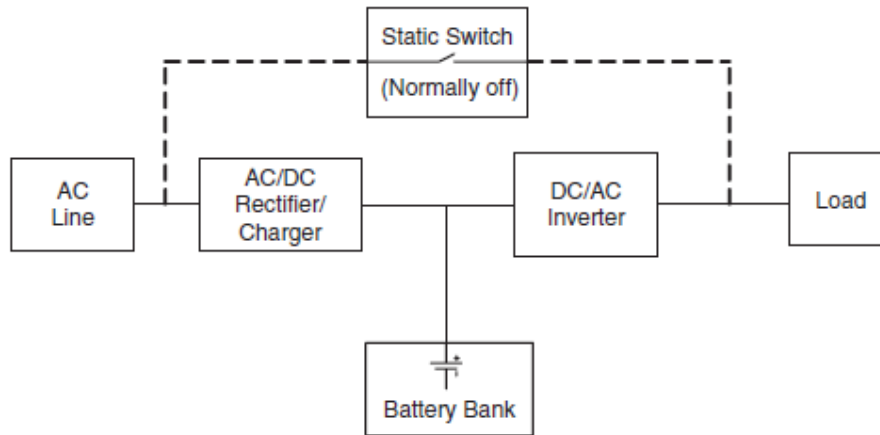 Static Switch
(Normally off)
AC
Line
AC/DC
Rectifier/
Charger
DC/AC
Inverter
Load
+
Battery Bank